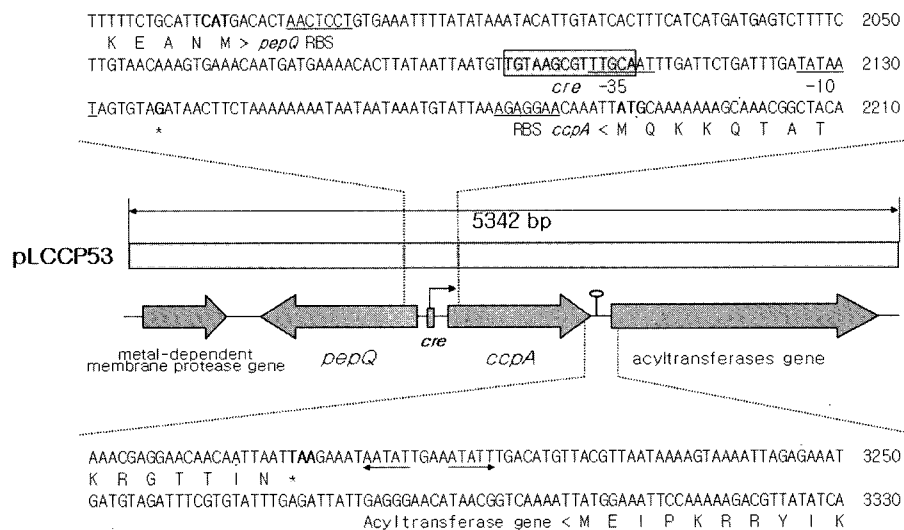 TTTTTCTGCATTCATGACACTAACTCCTGTGAAATTTTATATAAATACATTGTATCACTTTCATCATGATGAGTCTTTTC 2050
K E A N M > pepQ RBS
TTGTAACAAAGTGAAACAATGATGAAAACACTTATAATTAATGTTGTAAGCGTTTTGCAATTTGATTCTGATTTGATATAA 2130
cre -35 -10
TAGTGTAGATAACTTCTAAAAAAAATAATAATAAATGTATTAAAGAGGAACAAATTATGCAAAAAAAGCAAACGGCTACA 2210
* RBS ccpA < M Q K K Q T A T
5342 bp
pLCCP53
metal-dependent
membrane protease gene
pepQ
cre
ccpA
acyltransferases gene
AAACGAGGAACAACAATTAATTAAGAAATAATATTGAAATATTTGACATGTTACGTTAATAAAAGTAAAATTAGAGAAAT 3250
K R G T T I N *
GATGTAGATTTCGTGTATTTGAGATTATTGAGGGAACATAACGGTCAAAATTATGGAAATTCCAAAAAGACGTTATATCA 3330
Acyltransferase gene < M E I P K R R Y I K